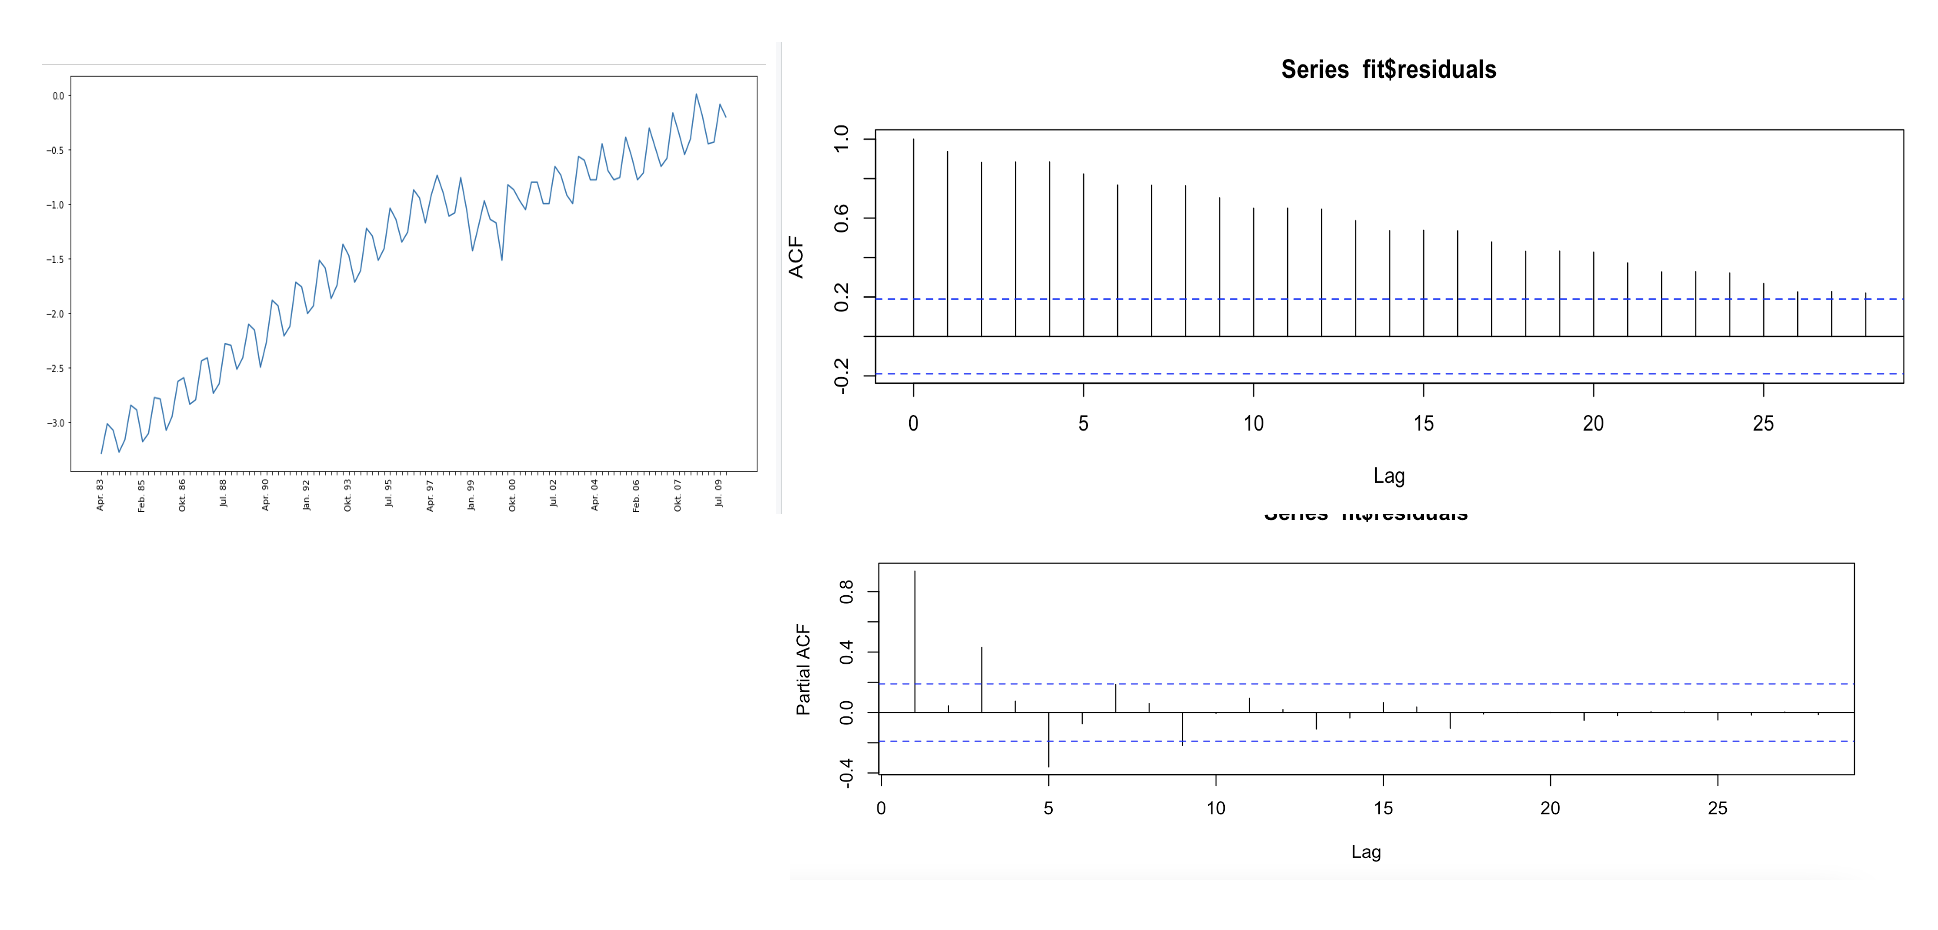 0.0
−0.5
−1.0
−1.5
−2.0
−2.5
−3.0
Apr. 83
Feb. 85
Okt. 86
Jul. 88
Apr. 90
Jan. 92
Okt. 93
Jul. 95
Apr. 97
Jan. 99
Okt. 00
Jul. 02
Apr. 04
Feb. 06
Okt. 07
Jul. 09
Series fit$residuals
ACF
1.0
0.6
0.2
-0.2
0 5 10 15 20 25
Lag
Series fit$residuals
Partial ACF
0.8
0.4
0.0
-0.4
0 5 10 15 20 25
Lag